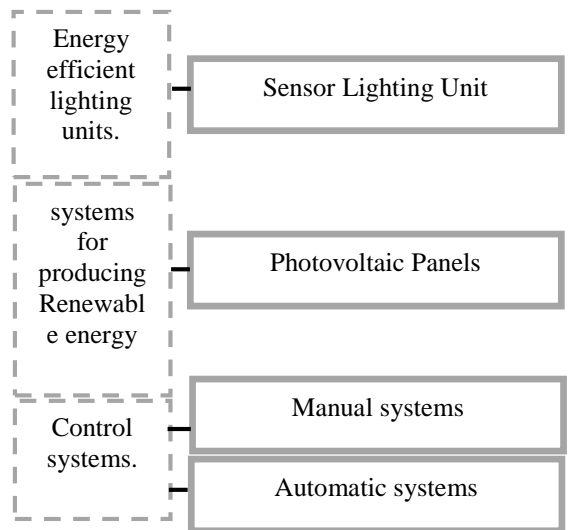 Energy
efficient
lighting
units.
Sensor Lighting Unit
systems
for
producing
Renewabl
e energy
Photovoltaic Panels
Control
systems.
Manual systems
Automatic systems